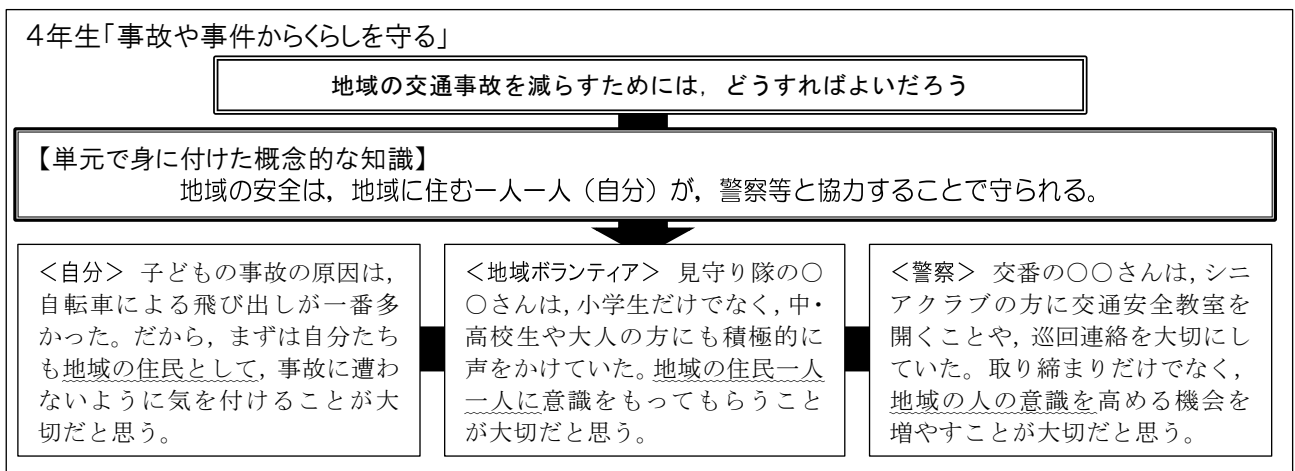 4年生「事故や事件からくらしを守る」
地域の交通事故を減らすためには，どうすればよいだろう
【単元で身に付けた概念的な知識】
地域の安全は，地域に住む一人一人（自分）が，警察等と協力することで守られる。
＜自分＞ 子どもの事故の原因は，
自転車による飛び出しが一番多
かった。だから，まずは自分たち
も地域の住民として，事故に遭わ
ないように気を付けることが大
切だと思う。
＜地域ボランティア＞ 見守り隊の〇
〇さんは，小学生だけでなく，中・
高校生や大人の方にも積極的に
声をかけていた。地域の住民一人
一人に意識をもってもらうこと
が大切だと思う。
＜警察＞ 交番の〇〇さんは，シニ
アクラブの方に交通安全教室を
開くことや，巡回連絡を大切にし
ていた。取り締まりだけでなく，
地域の人の意識を高める機会を
増やすことが大切だと思う。